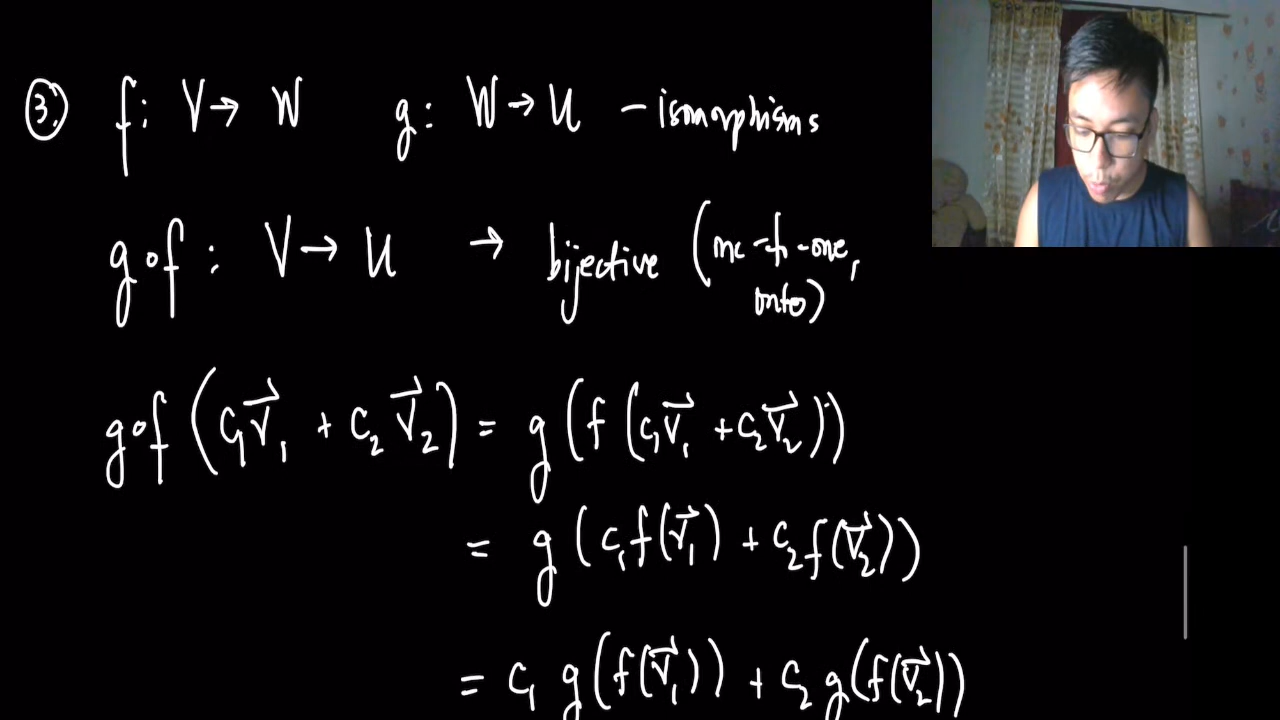 ③ f: V → W g: W → U – isomorphisms
g∘f : V → U → bijective (one-to-one,
onto)
g∘f (c₁v⃗₁ + c₂v⃗₂) = g(f(c₁v⃗₁ + c₂v⃗₂))
= g(c₁f(v⃗₁) + c₂f(v⃗₂))
= c₁ g(f(v⃗₁)) + c₂ g(f(v⃗₂))